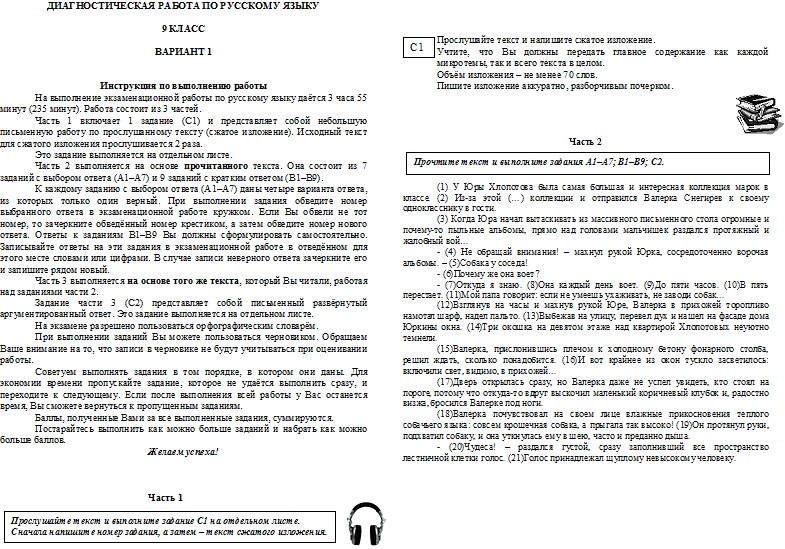 ДИАГНОСТИЧЕСКАЯ РАБОТА ПО РУССКОМУ ЯЗЫКУ
9 КЛАСС
ВАРИАНТ 1
Инструкция по выполнению работы
На выполнение экзаменационной работы по русскому языку даётся 3 часа 55
минут (235 минут). Работа состоит из 3 частей.
Часть 1 включает 1 задание (С1) и представляет собой небольшую
письменную работу по прослушанному тексту (сжатое изложение). Исходный текст
для сжатого изложения прослушивается 2 раза.
Это задание выполняется на отдельном листе.
Часть 2 выполняется на основе прочитанного текста. Она состоит из 7
заданий с выбором ответа (А1–А7) и 9 заданий с кратким ответом (В1–В9).
К каждому заданию с выбором ответа (А1–А7) даны четыре варианта ответа,
из которых только один верный. При выполнении задания обведите номер
выбранного ответа в экзаменационной работе кружком. Если Вы обвели не тот
номер, то зачеркните обведённый номер крестиком, а затем обведите номер нового
ответа. Ответы к заданиям В1–В9 Вы должны сформулировать самостоятельно.
Записывайте ответы на эти задания в экзаменационной работе в отведённом для
этого месте словами или цифрами. В случае записи неверного ответа зачеркните его
и запишите рядом новый.
Часть 3 выполняется на основе того же текста, который Вы читали, работая
над заданиями части 2.
Задание части 3 (С2) представляет собой письменный развёрнутый
аргументированный ответ. Это задание выполняется на отдельном листе.
На экзамене разрешено пользоваться орфографическим словарём.
При выполнении заданий Вы можете пользоваться черновиком. Обращаем
Ваше внимание на то, что записи в черновике не будут учитываться при оценивании
работы.
Советуем выполнять задания в том порядке, в котором они даны. Для
экономии времени пропускайте задание, которое не удаётся выполнить сразу, и
переходите к следующему. Если после выполнения всей работы у Вас останется
время, Вы сможете вернуться к пропущенным заданиям.
Баллы, полученные Вами за все выполненные задания, суммируются.
Постарайтесь выполнить как можно больше заданий и набрать как можно
больше баллов.
Желаем успеха!
Часть 1
Прослушайте текст и выполните задание С1 на отдельном листе.
Сначала напишите номер задания, а затем – текст сжатого изложения.
С1
Прослушайте текст и напишите сжатое изложение.
Учтите, что Вы должны передать главное содержание как каждой
микротемы, так и всего текста в целом.
Объём изложения – не менее 70 слов.
Пишите изложение аккуратно, разборчивым почерком.
Часть 2
Прочтите текст и выполните задания А1–А7; В1–В9; С2.
(1) У Юры Хлопотова была самая большая и интересная коллекция марок в
классе. (2) Из-за этой (…) коллекции и отправился Валерка Снегирев к своему
однокласснику в гости.
(3) Когда Юра начал вытаскивать из массивного письменного стола огромные и
почему-то пыльные альбомы, прямо над головами мальчишек раздался протяжный и
жалобный вой…
- (4) Не обращай внимания! – махнул рукой Юрка, сосредоточенно ворочая
альбомы. – (5)Собака у соседа!
- (6)Почему же она воет?
- (7)Откуда я знаю. (8)Она каждый день воет. (9)До пяти часов. (10)В пять
перестает. (11)Мой папа говорит: если не умеешь ухаживать, не заводи собак…
(12)Взглянув на часы и махнув рукой Юре, Валерка в прихожей торопливо
намотал шарф, надел пальто. (13)Выбежав на улицу, перевел дух и нашел на фасаде дома
Юркины окна. (14)Три окошка на девятом этаже над квартирой Хлопотовых неуютно
темнели.
(15)Валерка, прислонившись плечом к холодному бетону фонарного столба,
решил ждать, сколько понадобится. (16)И вот крайнее из окон тускло засветилось:
включили свет, видимо, в прихожей…
(17)Дверь открылась сразу, но Валерка даже не успел увидеть, кто стоял на
пороге, потому что откуда-то вдруг выскочил маленький коричневый клубок и, радостно
визжа, бросился Валерке под ноги.
(18)Валерка почувствовал на своем лице влажные прикосновения теплого
собачьего языка: совсем крошечная собака, а прыгала так высоко! (19)Он протянул руки,
подхватил собаку, и она уткнулась ему в шею, часто и преданно дыша.
- (20)Чудеса! – раздался густой, сразу заполнивший все пространство
лестничной клетки голос. (21)Голос принадлежал щуплому невысокому человеку.